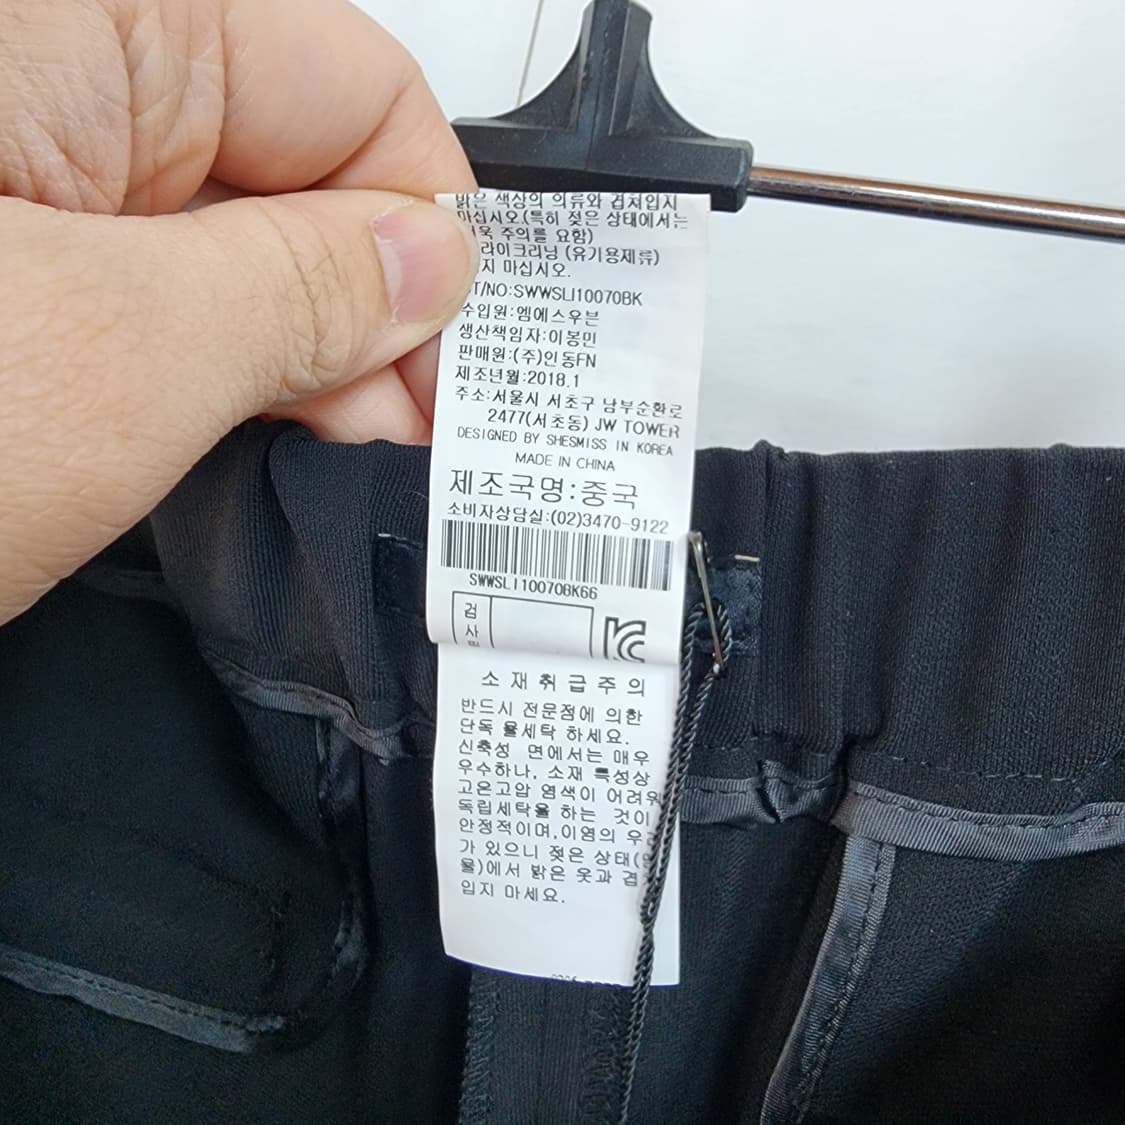 밝은 색상의 의류와 겹쳐입지
마십시오.(특히 젖은 상태에서는
주의를 요함)
라이크리닝 (유기용제류)
마십시오.
T/NO:SWWSLI10070BK
수입원:엠에스우븐
생산책임자:이봉민
판매원:(주)인동FN
제조년월:2018.1
주소:서울시 서초구 남부순환로
2477(서초동) JW TOWER
DESIGNED BY SHESMISS IN KOREA
MADE IN CHINA
제조국명:중국
소비자상담실:(02)3470-9122
SWWSLI10070BK66
검
사
소재취급주의
반드시 전문점에 의한
단독 물세탁 하세요.
신축성 면에서는 매우
우수하나, 소재 특성상
고온고압 염색이 어려워
독립세탁을 하는 것이
안정적이며,이염의 우
가 있으니 젖은 상태(
물)에서 밝은 옷과 겹
입지 마세요.